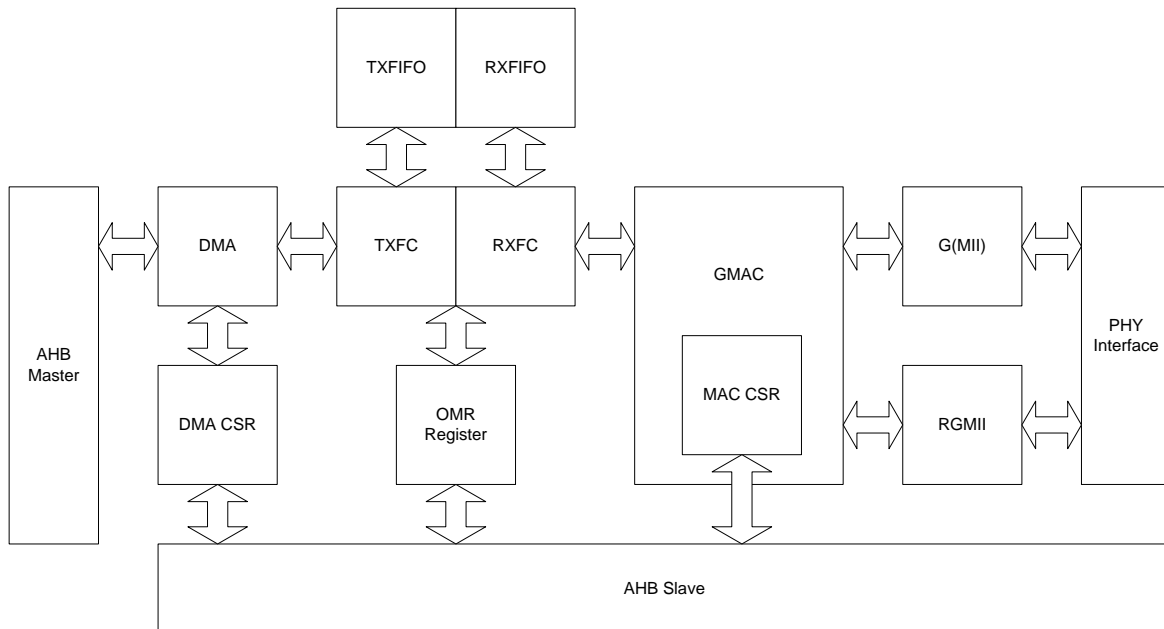 TXFIFO
RXFIFO
AHB
Master
DMA
TXFC
RXFC
GMAC
G(MII)
PHY
Interface
DMA CSR
OMR
Register
MAC CSR
RGMII
AHB Slave